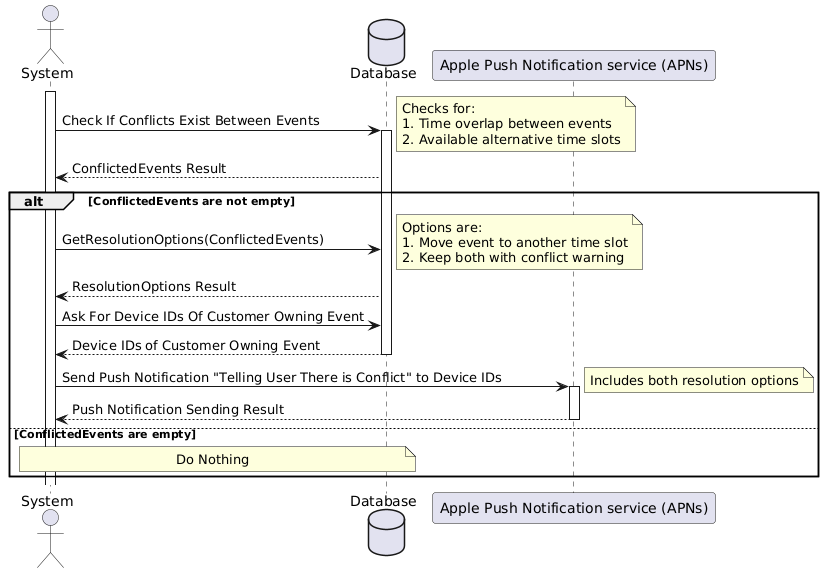 System
Database
Apple Push Notification service (APNs)
Checks for:
1. Time overlap between events
2. Available alternative time slots
Check If Conflicts Exist Between Events
ConflictedEvents Result
alt
[ConflictedEvents are not empty]
Options are:
1. Move event to another time slot
2. Keep both with conflict warning
GetResolutionOptions(ConflictedEvents)
ResolutionOptions Result
Ask For Device IDs Of Customer Owning Event
Device IDs of Customer Owning Event
Send Push Notification "Telling User There is Conflict" to Device IDs
Includes both resolution options
Push Notification Sending Result
[ConflictedEvents are empty]
Do Nothing
System
Database
Apple Push Notification service (APNs)